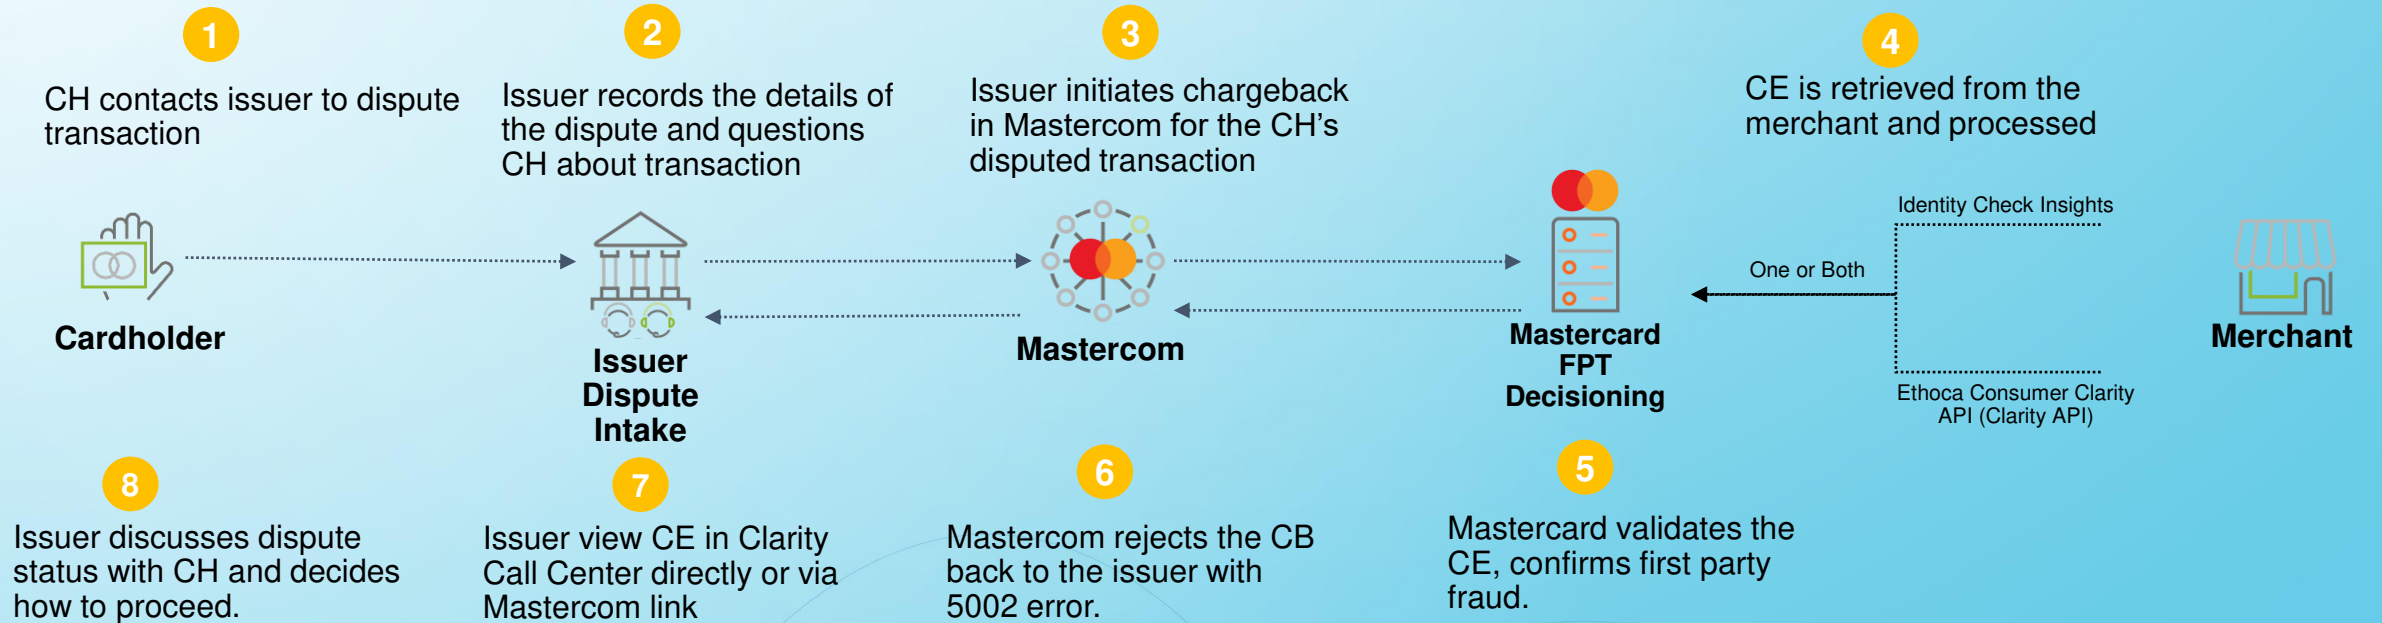 1
CH contacts issuer to dispute
transaction
2
Issuer records the details of
the dispute and questions
CH about transaction
3
Issuer initiates chargeback
in Mastercom for the CH's
disputed transaction
4
CE is retrieved from the
merchant and processed
Cardholder
Issuer
Dispute
Intake
Mastercom
Mastercard
FPT
Decisioning
One or Both
Identity Check Insights
Ethoca Consumer Clarity
API (Clarity API)
Merchant
8
Issuer discusses dispute
status with CH and decides
how to proceed.
7
Issuer view CE in Clarity
Call Center directly or via
Mastercom link
6
Mastercom rejects the CB
back to the issuer with
5002 error.
5
Mastercard validates the
CE, confirms first party
fraud.